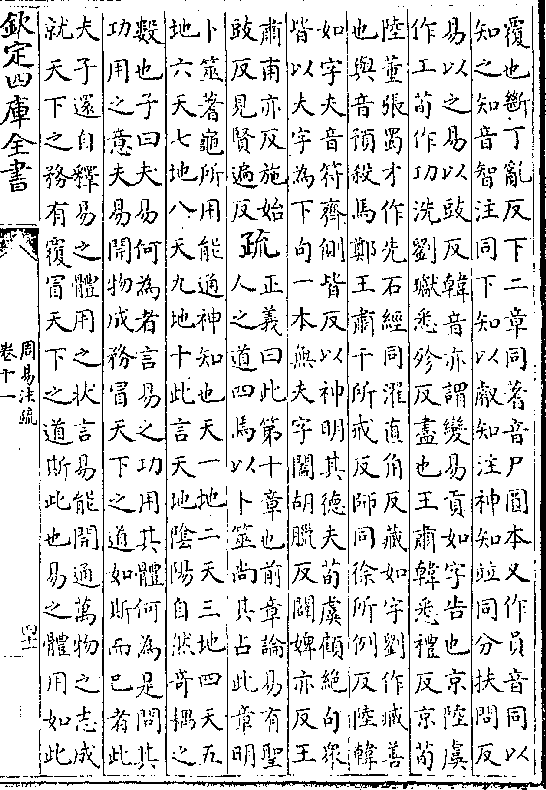 覆也斷丁亂反下二章同蓍音尸圓本又作員音同以
知之知音智注同下知以叡知注神知竝同分扶問反
易以之易以豉反韓音亦謂變易貢如字告也京陸虞
作工荀作功洗劉瓛悉殄反盡也王肅韓悉禮反京荀
陸董張蜀才作先石經同濯直伯反藏如字劉作臧善
也與音預殺馬鄭王肅干所戒反師同徐所例反陸韓
如字夫音符齊側皆反以神明其德夫荀虞顧絶句衆
皆以夫字為下句一本無夫字闔胡臘反闢婢亦反王
肅甫亦反施始
豉反見賢遍反
疏
正義曰此第十章也前章論易有聖
人之道四焉以卜筮尚其占此章明
卜筮蓍龜所用能通神知也天一地二天三地四天五
地六天七地八天九地十此言天地隂陽自然奇耦之
數也子曰夫易何為者言易之功用其體何為是問其
功用之意夫易開物成務冒天下之道如斯而已者此
夫子還自釋易之體用之狀言易能開通萬物之志成
就天下之務有覆冒天下之道斯此也易之體用如此
欽定四庫全書
周易注疏
卷十一